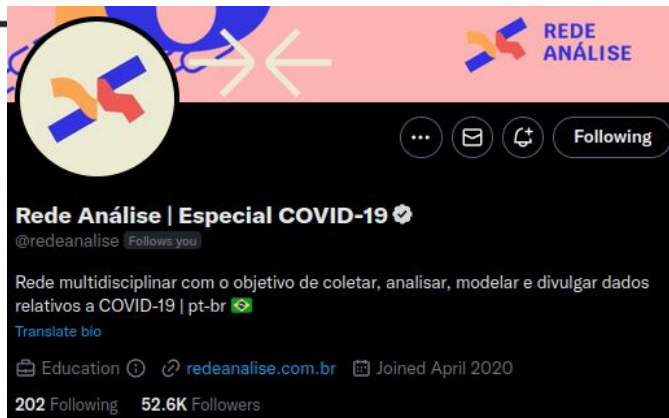 REDE
ANÁLISE
Following
Rede Análise | Especial COVID-19
@redeanalise Follows you
Rede multidisciplinar com o objetivo de coletar, analisar, modelar e divulgar dados
relativos a COVID-19 | pt-br 🇧🇷
Translate bio
Education redeanalise.com.br Joined April 2020
202 Following 52.6K Followers